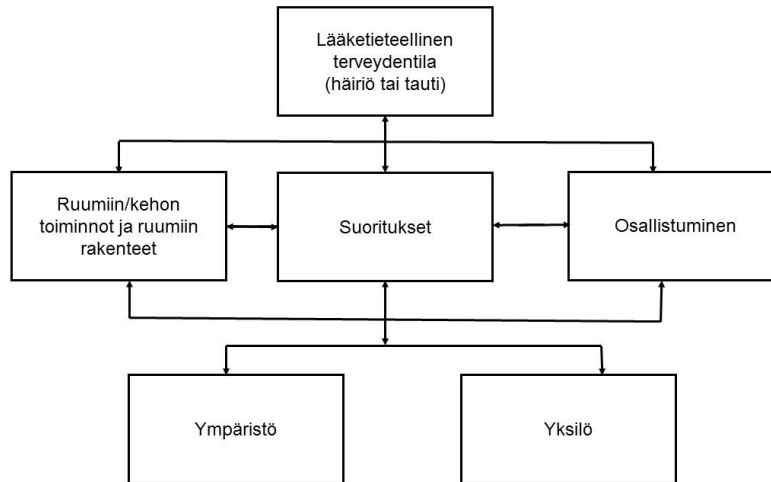 Lääketieteellinen
terveydentila
(häiriö tai tauti)
Ruumiin/kehon
toiminnot ja ruumiin
rakenteet
Suoritukset
Osallistuminen
Ympäristö
Yksilö